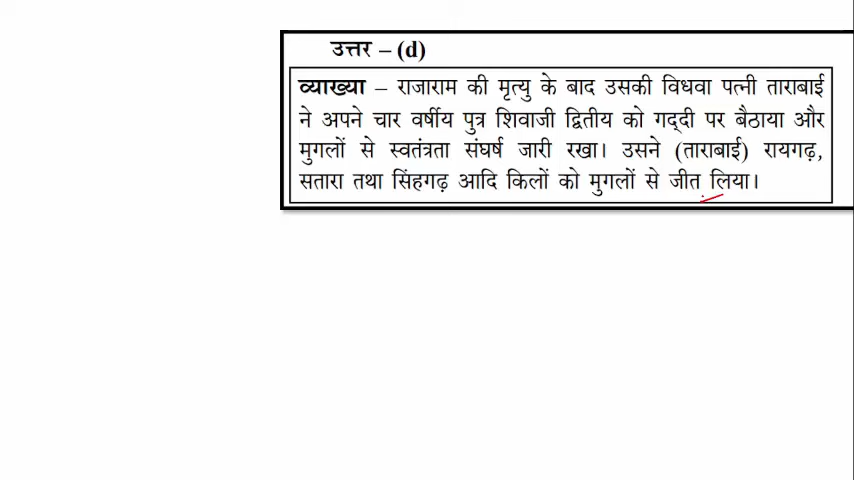 उत्तर – (d)
व्याख्या – राजाराम की मृत्यु के बाद उसकी विधवा पत्नी ताराबाई
ने अपने चार वर्षीय पुत्र शिवाजी द्वितीय को गद्‌दी पर बैठाया और
मुगलों से स्वतंत्रता संघर्ष जारी रखा। उसने (ताराबाई) रायगढ़,
सतारा तथा सिंहगढ़ आदि किलों को मुगलों से जीत लिया।